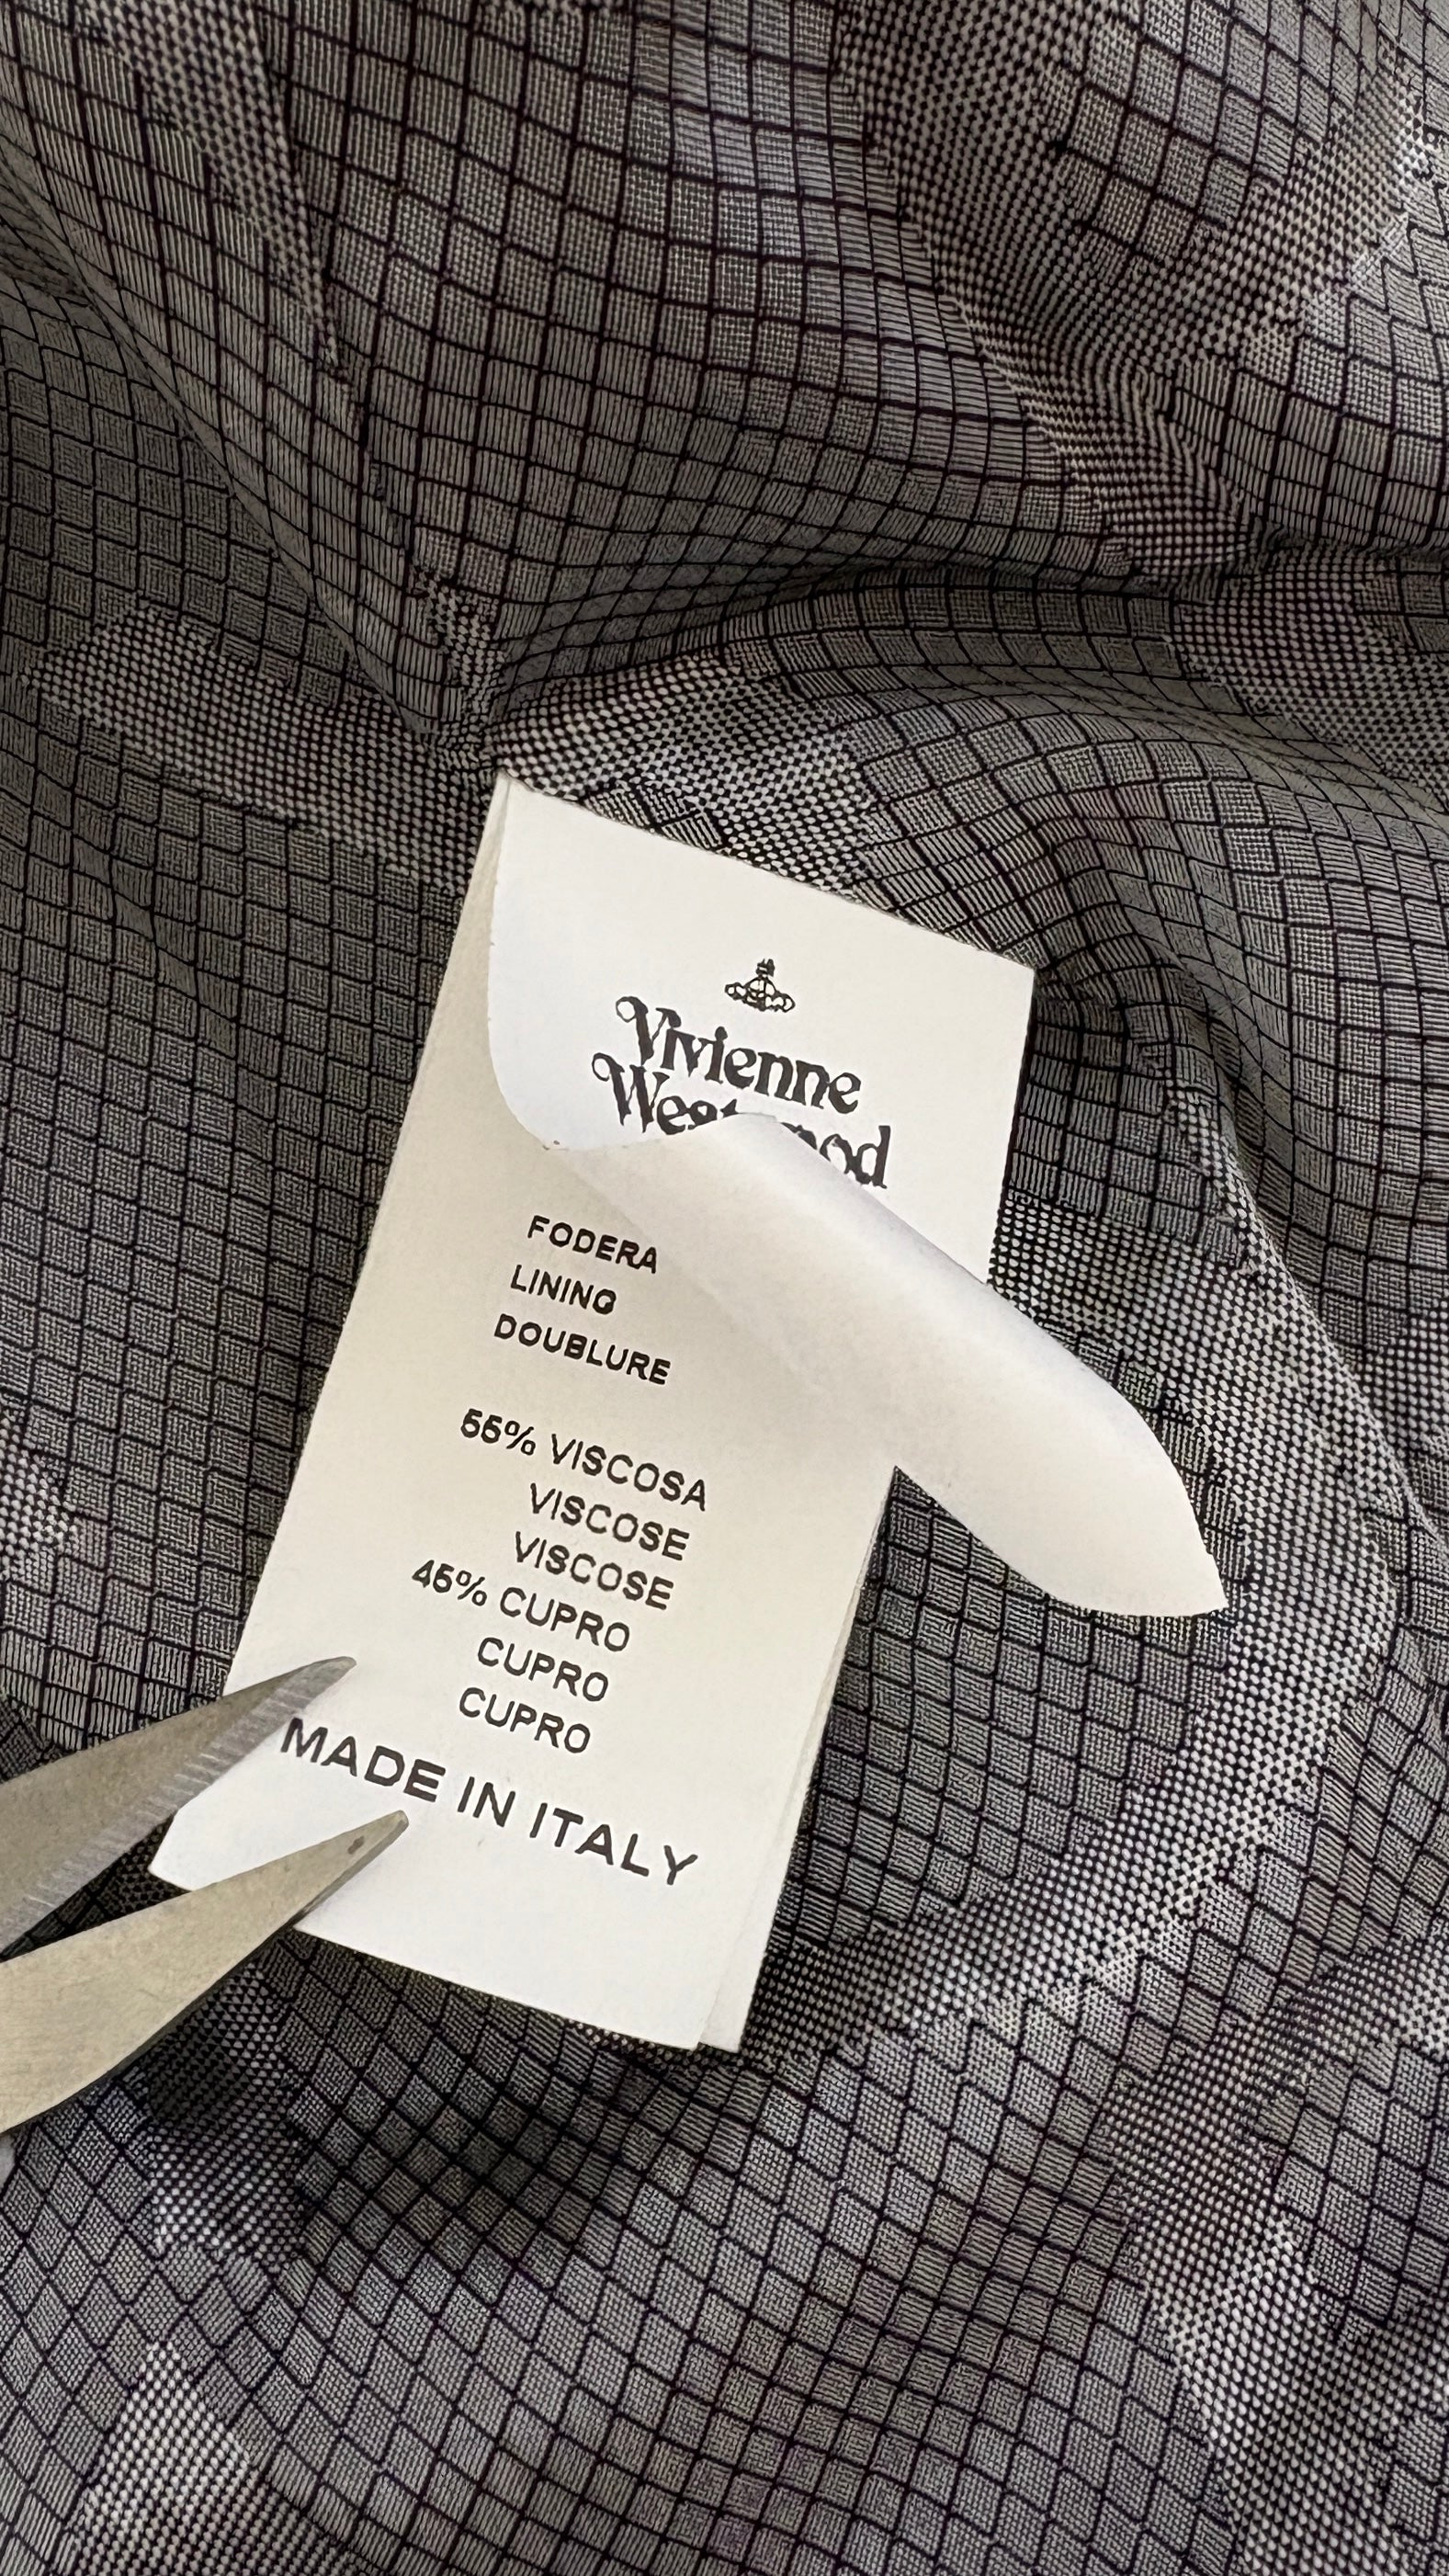 Vivienne
FODERA
LINING
DOUBLURE
55% VISCOSA
VISCOSE
VISCOSE
45% CUPRO
CUPRO
CUPRO
MADE IN ITALY